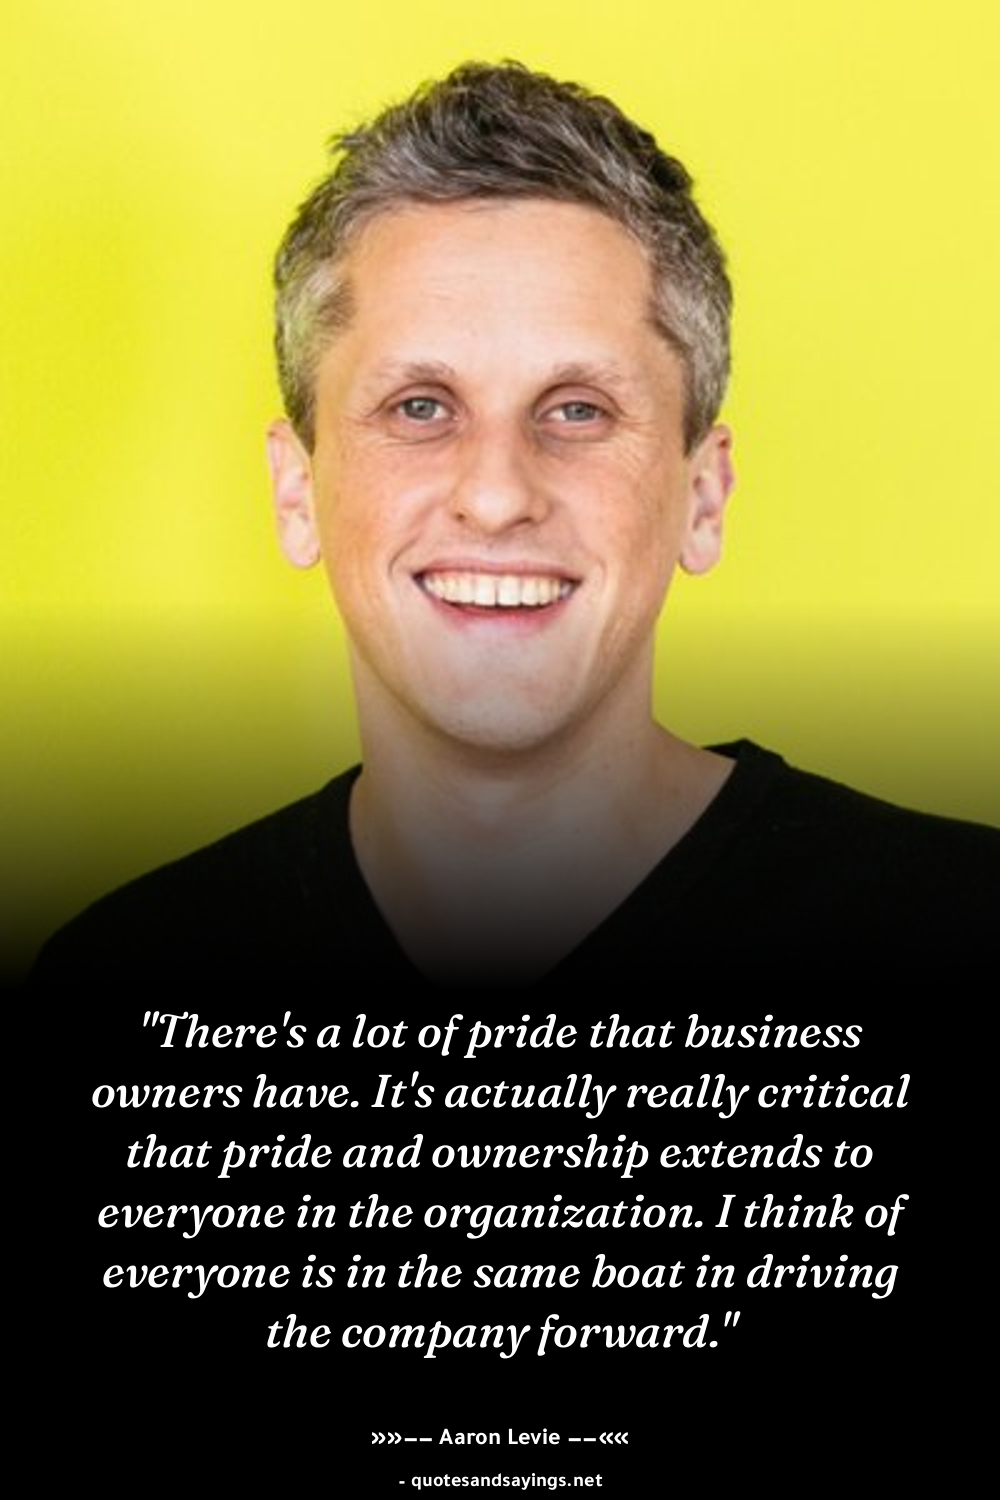 "There's a lot of pride that business
owners have. It's actually really critical
that pride and ownership extends to
everyone in the organization. I think of
everyone is in the same boat in driving
the company forward."
»»−− Aaron Levie −−««
- quotesandsayings.net